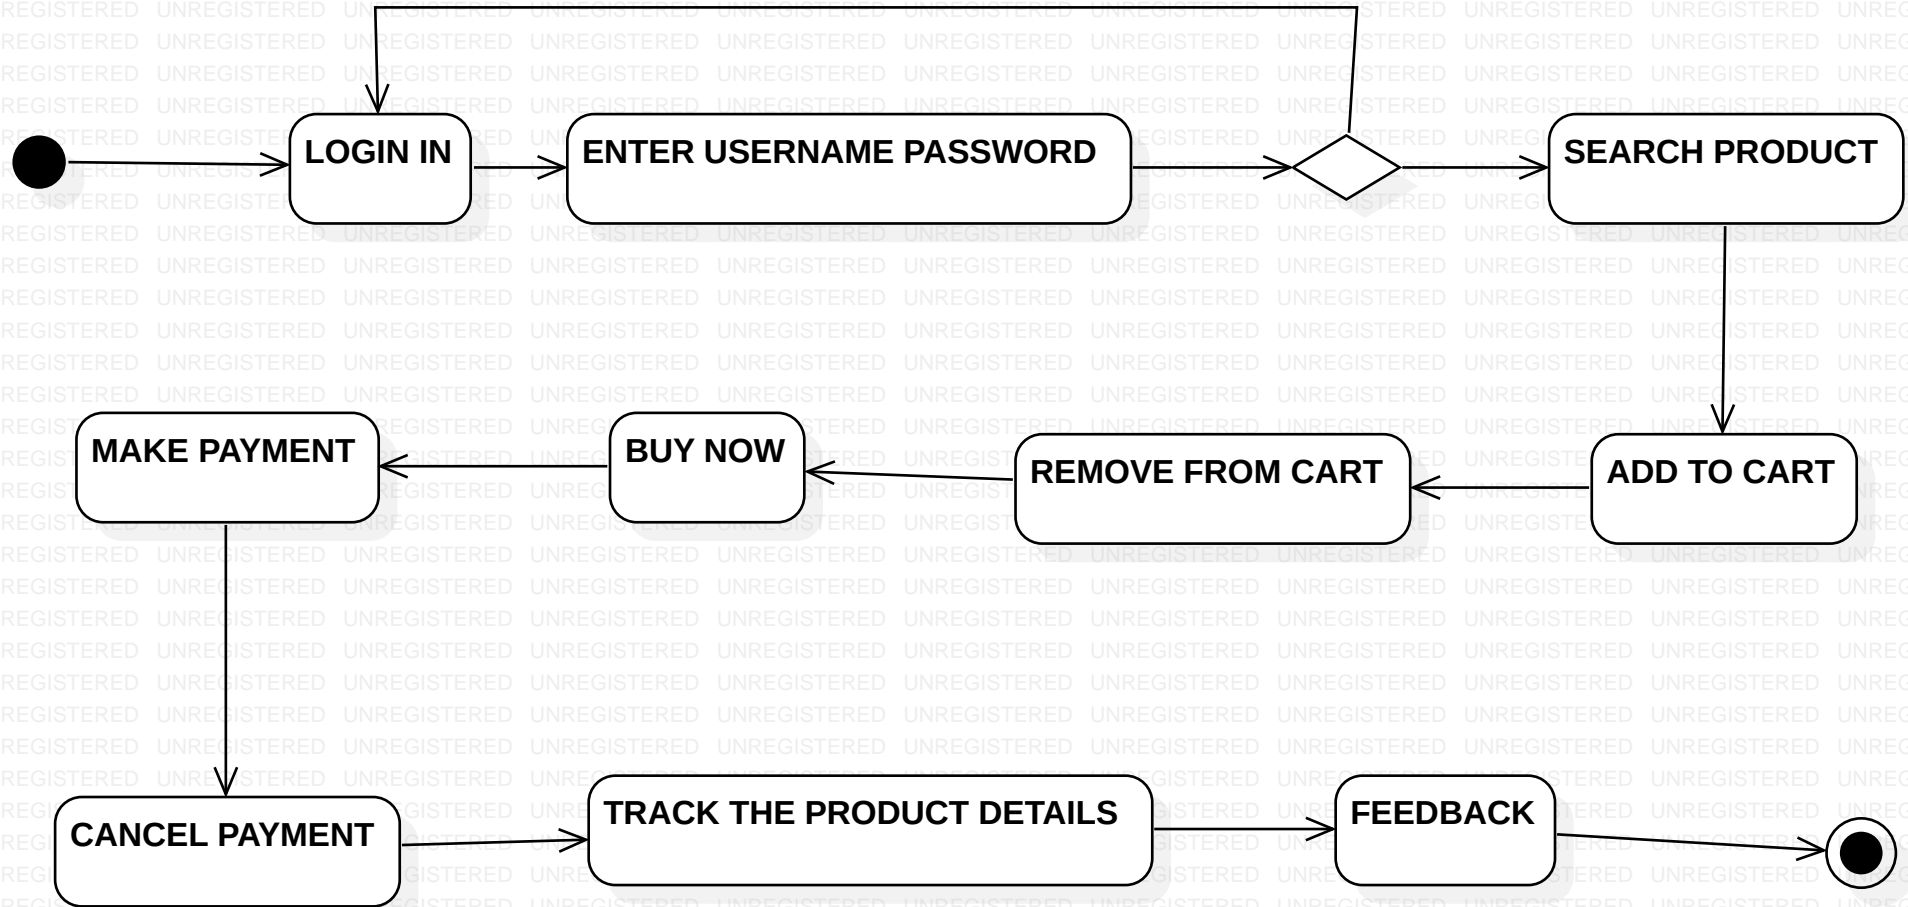 LOGIN IN
ENTER USERNAME PASSWORD
SEARCH PRODUCT
MAKE PAYMENT
BUY NOW
REMOVE FROM CART
ADD TO CART
CANCEL PAYMENT
TRACK THE PRODUCT DETAILS
FEEDBACK
UNREGISTERED